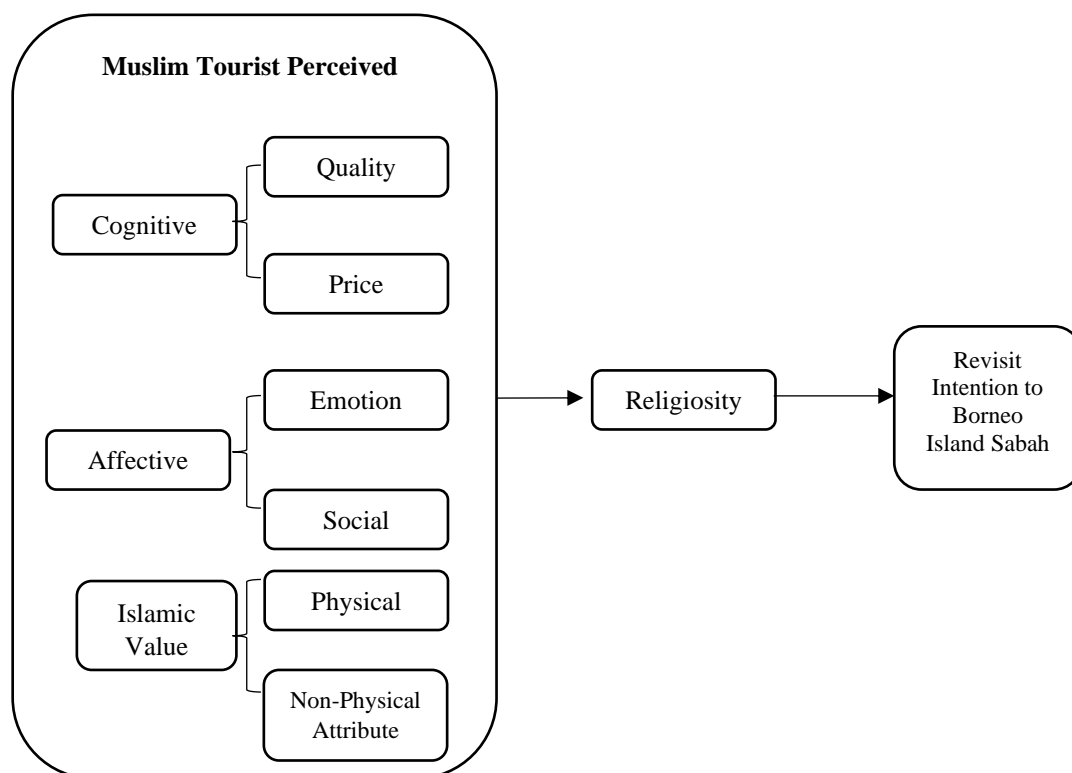 Muslim Tourist Perceived
Quality
Cognitive
Price
Emotion
Affective
Social
Physical
Islamic
Value
Non-Physical
Attribute
Religiosity
Revisit
Intention to
Borneo
Island Sabah